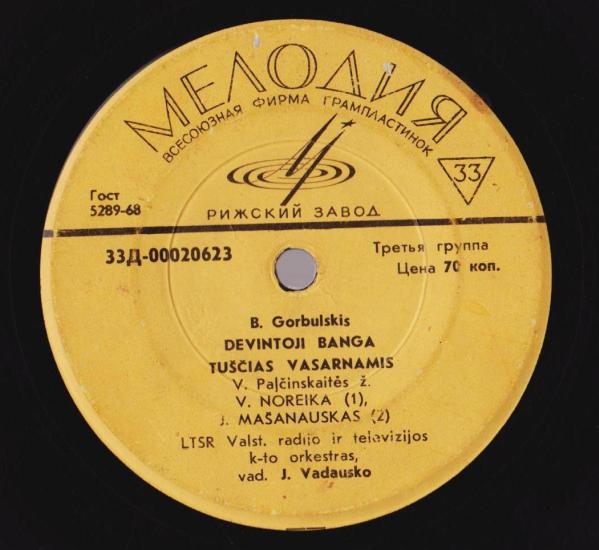 МЕЛОДИЯ
ВСЕСОЮЗНАЯ ФИРМА ГРАМПЛАСТИНОК
33
Гост
5289-68
РИЖСКИЙ ЗАВОД
33Д-00020623
Третья группа
Цена 70 коп.
B. Gorbulskis
DEVINTOJI BANGA
TUŠČIAS VASARNAMIS
V. Palčinskaitės ž.
V. NOREIKA (1),
J. MAŠANAUSKAS (2)
LTSR Valst. radijo ir televizijos
k-to orkestras,
vad. J. Vadausko